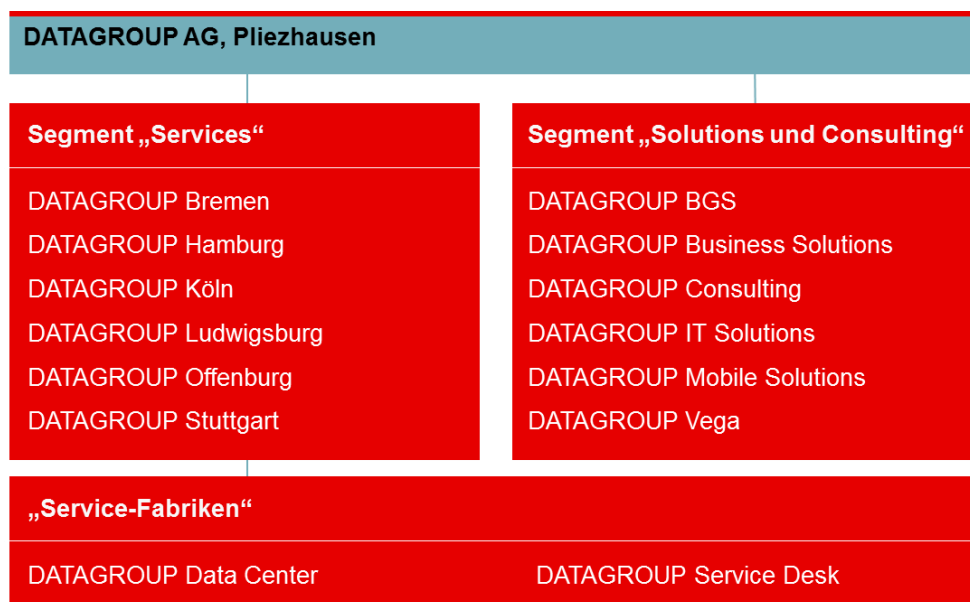 DATAGROUP AG, Pliezhausen
Segment „Services“
DATAGROUP Bremen
DATAGROUP Hamburg
DATAGROUP Köln
DATAGROUP Ludwigsburg
DATAGROUP Offenburg
DATAGROUP Stuttgart
Segment „Solutions und Consulting“
DATAGROUP BGS
DATAGROUP Business Solutions
DATAGROUP Consulting
DATAGROUP IT Solutions
DATAGROUP Mobile Solutions
DATAGROUP Vega
„Service-Fabriken“
DATAGROUP Data Center
DATAGROUP Service Desk